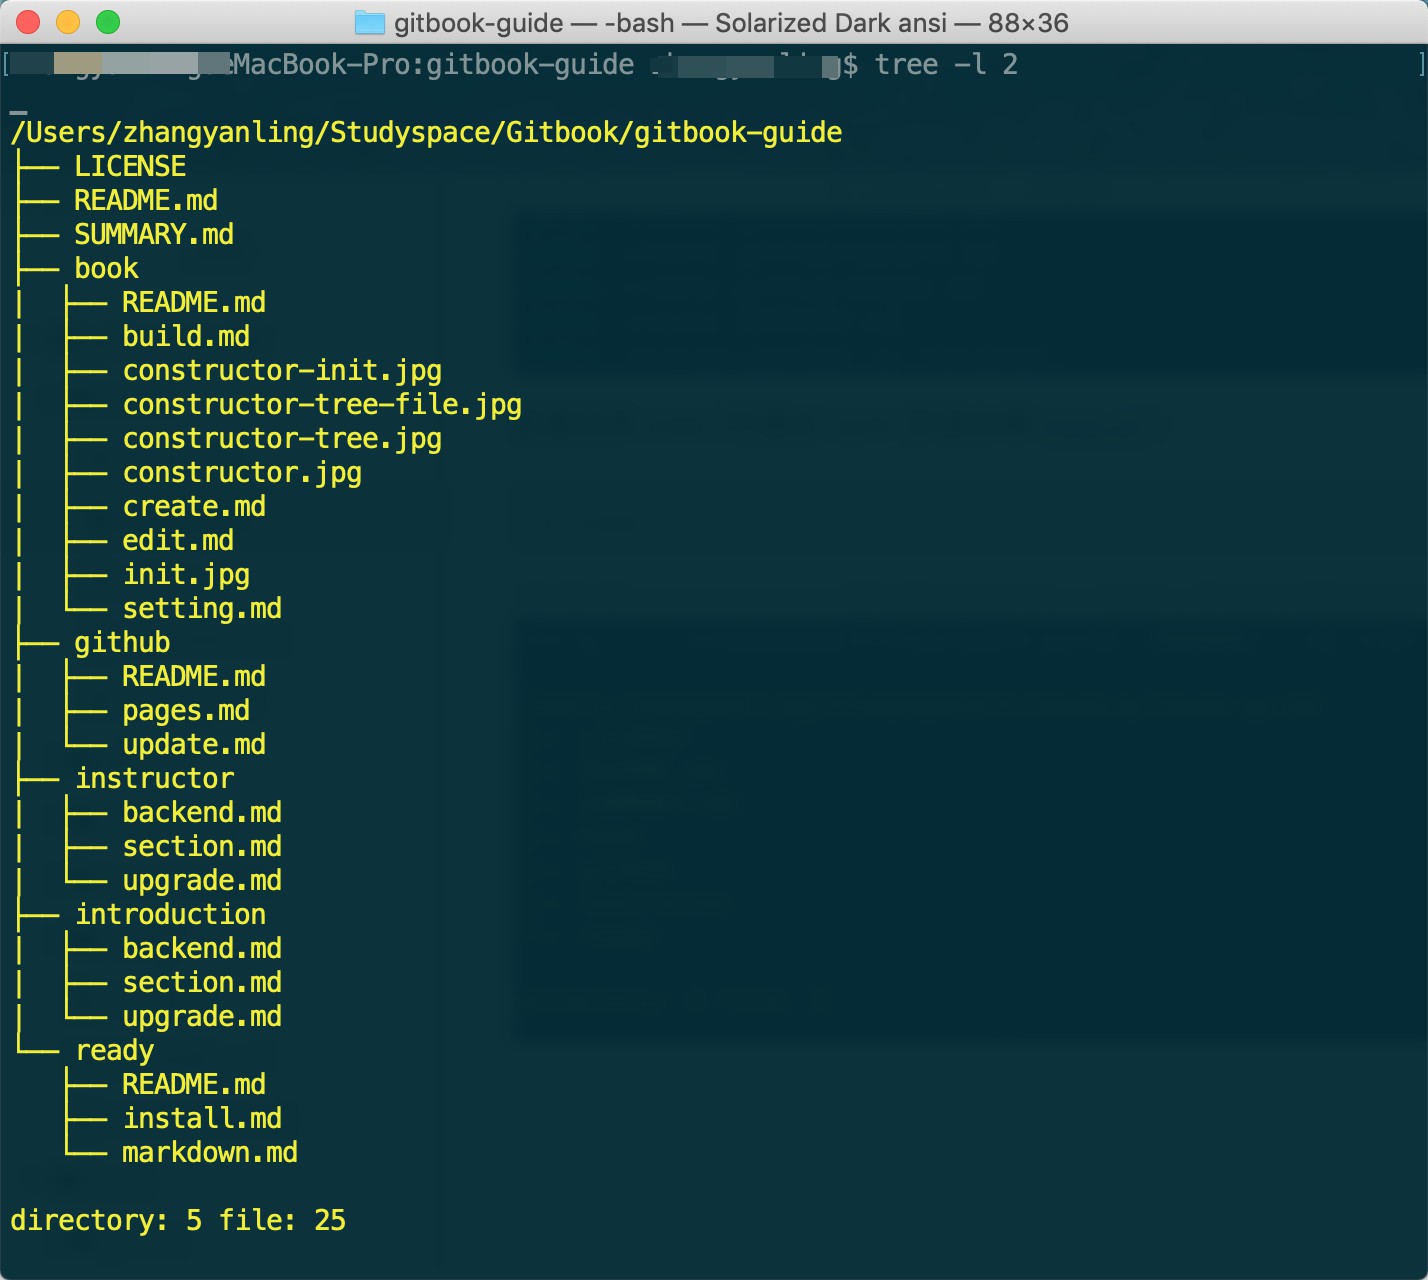 gitbook-guide — -bash — Solarized Dark ansi — 88×36
MacBook-Pro:gitbook-guide $ tree -l 2
/Users/zhangyanling/Studyspace/Gitbook/gitbook-guide
├── LICENSE
├── README.md
├── SUMMARY.md
├── book
│   ├── README.md
│   ├── build.md
│   ├── constructor-init.jpg
│   ├── constructor-tree-file.jpg
│   ├── constructor-tree.jpg
│   ├── constructor.jpg
│   ├── create.md
│   ├── edit.md
│   ├── init.jpg
│   └── setting.md
├── github
│   ├── README.md
│   ├── pages.md
│   └── update.md
├── instructor
│   ├── backend.md
│   ├── section.md
│   └── upgrade.md
├── introduction
│   ├── backend.md
│   ├── section.md
│   └── upgrade.md
└── ready
    ├── README.md
    ├── install.md
    └── markdown.md
directory: 5 file: 25